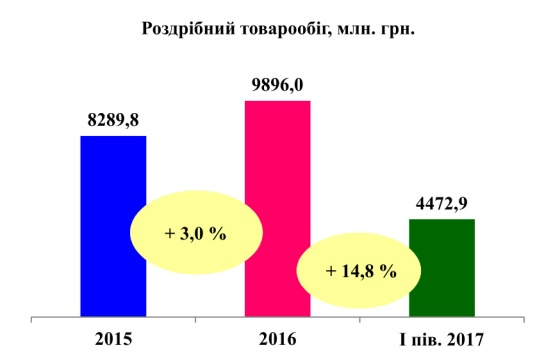 Роздрібний товарообіг, млн. грн.
9896,0
8289,8
4472,9
+ 3,0 %
+ 14,8 %
2015 2016 І пів. 2017